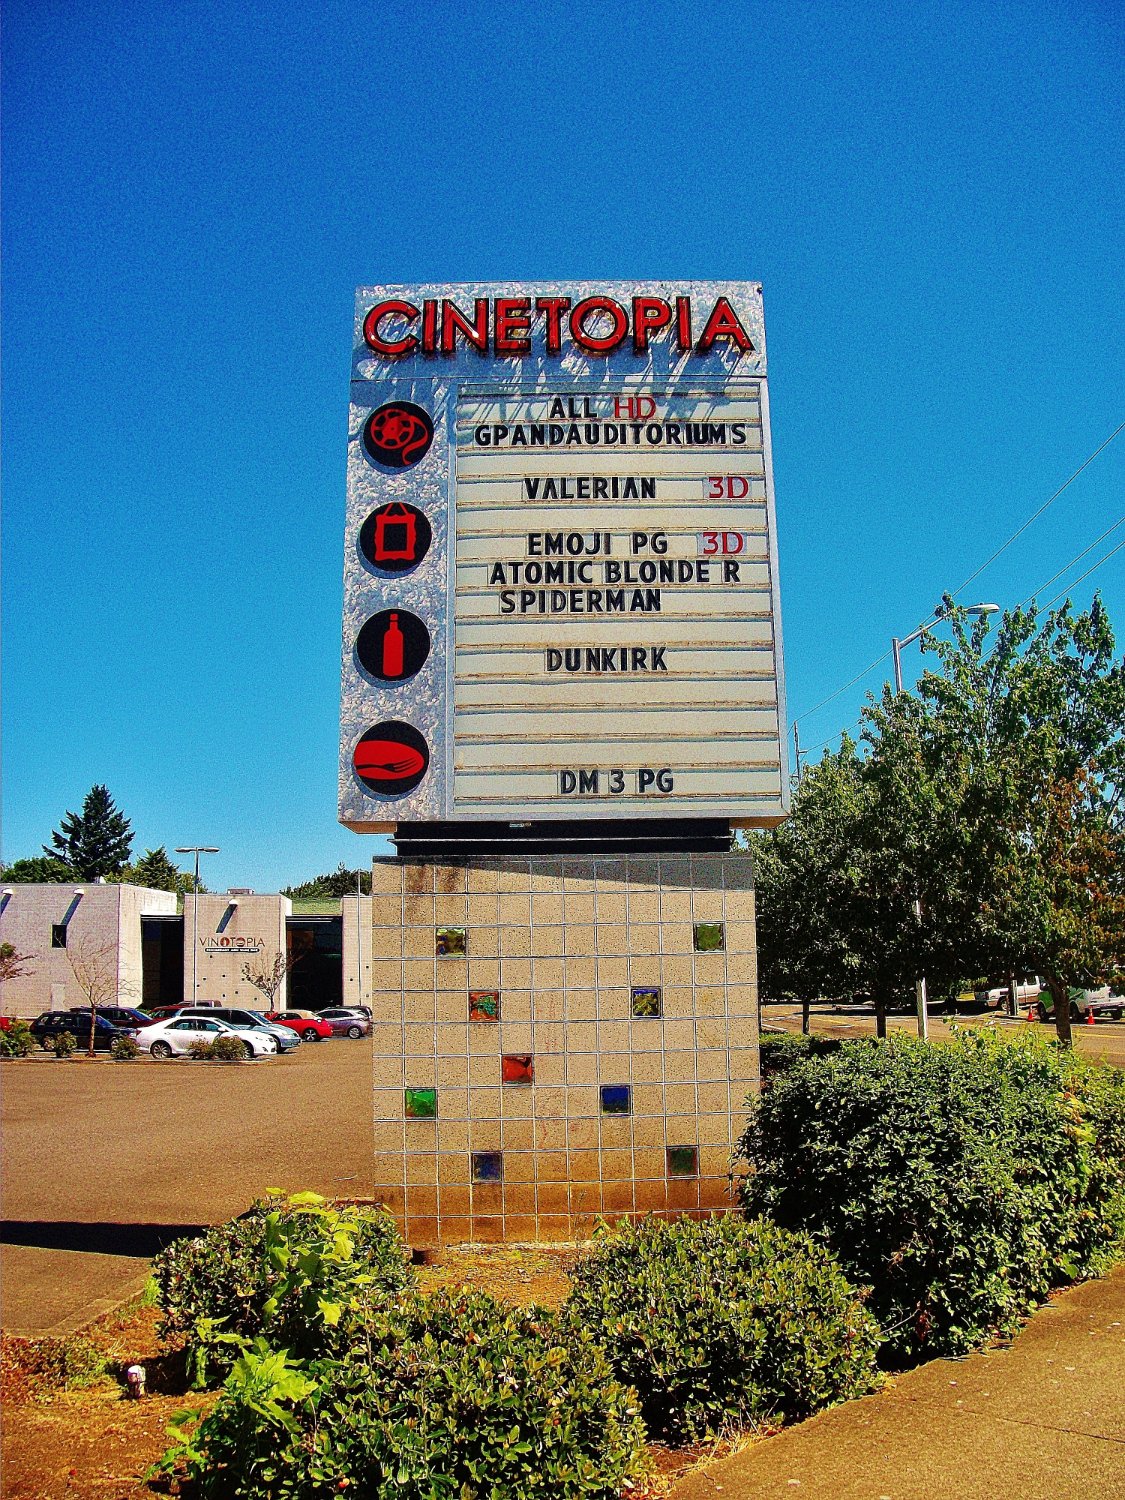 CINETOPIA
ALL HD
GPANDAUDITORIUMS
VALERIAN 3D
EMOJI PG 3D
ATOMIC BLONDE R
SPIDERMAN
DUNKIRK
DM 3 PG
VINOTOPIA